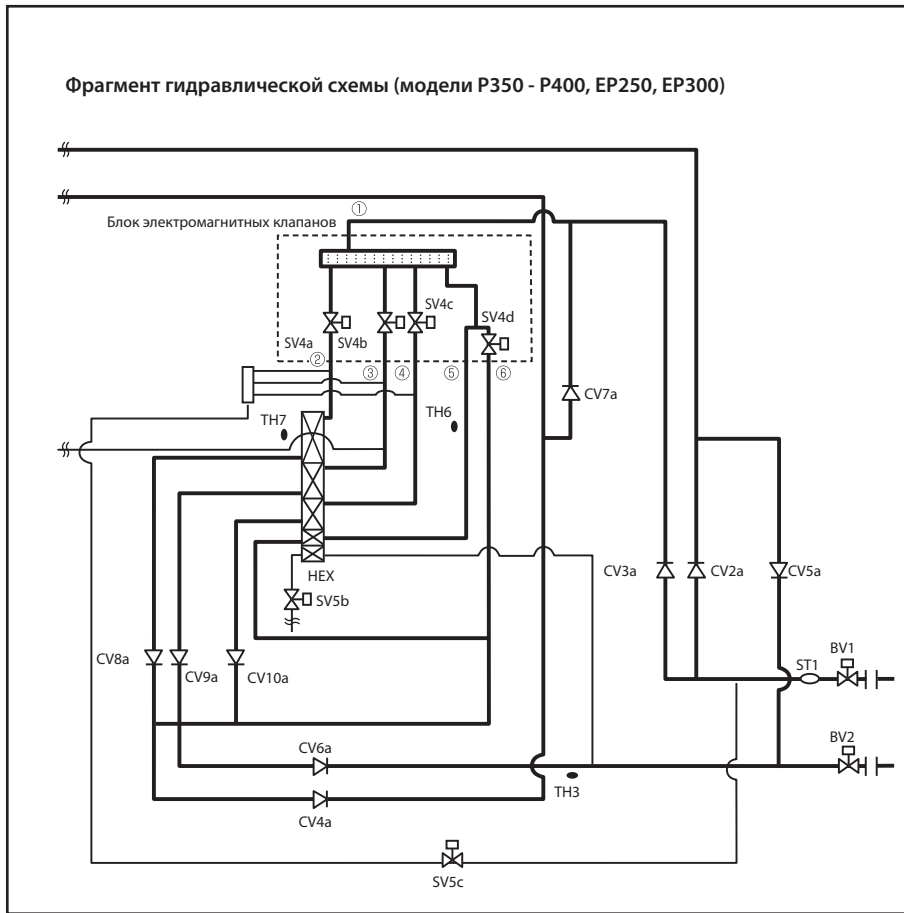 Фрагмент гидравлической схемы (модели P350 - P400, EP250, EP300)
①
Блок электромагнитных клапанов
SV4c
SV4d
SV4a
SV4b
②
③
④
⑤
⑥
TH7
TH6
CV7a
HEX
SV5b
CV3a
CV2a
CV5a
CV8a
CV9a
CV10a
ST1
BV1
CV6a
BV2
TH3
CV4a
SV5c